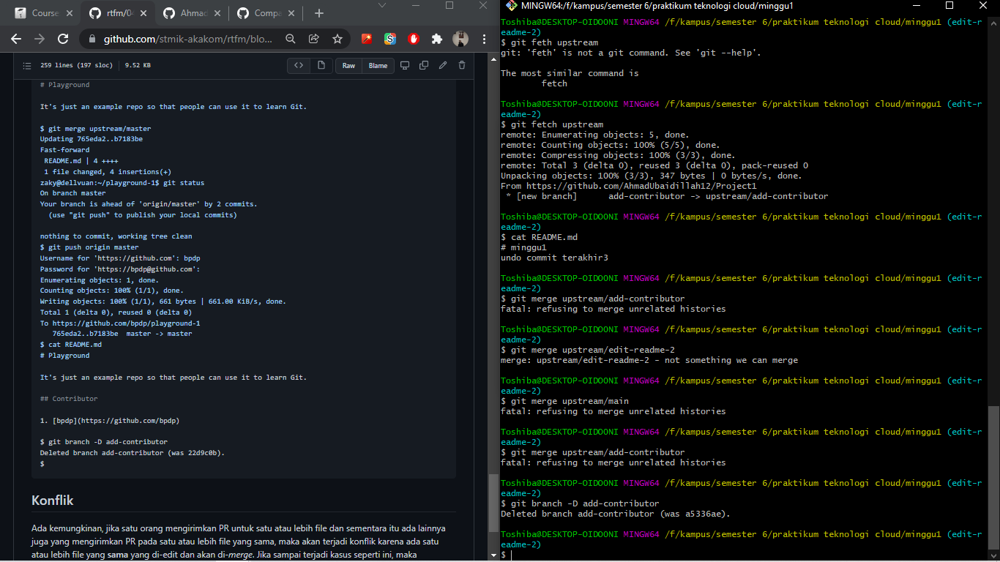 Course
rtfm/04
Ahmad
Compa
github.com/stmik-akakom/rtfm/blo...
259 lines (197 sloc)
9.52 KB
Raw
Blame
# Playground
It's just an example repo so that people can use it to learn Git.
$ git merge upstream/master
Updating 765eda2..b7183be
Fast-forward
README.md | 4 ++++
1 file changed, 4 insertions(+)
zaky@dellvuan:~/playground-1$ git status
On branch master
Your branch is ahead of 'origin/master' by 2 commits.
(use "git push" to publish your local commits)
nothing to commit, working tree clean
$ git push origin master
Username for 'https://github.com': bpdp
Password for 'https://bpdp@github.com':
Enumerating objects: 1, done.
Counting objects: 100% (1/1), done.
Writing objects: 100% (1/1), 661 bytes | 661.00 KiB/s, done.
Total 1 (delta 0), reused 0 (delta 0)
To https://github.com/bpdp/playground-1
765eda2..b7183be  master -> master
$ cat README.md
# Playground
It's just an example repo so that people can use it to learn Git.
## Contributor
1. [bpdp](https://github.com/bpdp)
$ git branch -D add-contributor
Deleted branch add-contributor (was 22d9c0b).
$
Konflik
Ada kemungkinan, jika satu orang mengirimkan PR untuk satu atau lebih file dan sementara itu ada lainnya
juga yang mengirimkan PR pada satu atau lebih file yang sama, maka akan terjadi konflik karena ada satu
atau lebih file yang sama yang di-edit dan akan di-merge. Jika sampai terjadi kasus seperti ini, maka
MINGW64:/f/kampus/semester 6/praktikum teknologi cloud/minggu1
Toshiba@DESKTOP-OIDOONI MINGW64 /f/kampus/semester 6/praktikum teknologi cloud/minggu1 (edit-r
eadme-2)
$ git feth upstream
git: 'feth' is not a git command. See 'git --help'.
The most similar command is
fetch
Toshiba@DESKTOP-OIDOONI MINGW64 /f/kampus/semester 6/praktikum teknologi cloud/minggu1 (edit-r
eadme-2)
$ git fetch upstream
remote: Enumerating objects: 5, done.
remote: Counting objects: 100% (5/5), done.
remote: Compressing objects: 100% (3/3), done.
remote: Total 3 (delta 0), reused 3 (delta 0), pack-reused 0
Unpacking objects: 100% (3/3), 347 bytes | 0 bytes/s, done.
From https://github.com/AhmadUbaidillah12/Project1
* [new branch]      add-contributor -> upstream/add-contributor
Toshiba@DESKTOP-OIDOONI MINGW64 /f/kampus/semester 6/praktikum teknologi cloud/minggu1 (edit-r
eadme-2)
$ cat README.md
# minggu1
undo commit terakhir3
Toshiba@DESKTOP-OIDOONI MINGW64 /f/kampus/semester 6/praktikum teknologi cloud/minggu1 (edit-r
eadme-2)
$ git merge upstream/add-contributor
fatal: refusing to merge unrelated histories
Toshiba@DESKTOP-OIDOONI MINGW64 /f/kampus/semester 6/praktikum teknologi cloud/minggu1 (edit-r
eadme-2)
$ git merge upstream/edit-readme-2
merge: upstream/edit-readme-2 - not something we can merge
Toshiba@DESKTOP-OIDOONI MINGW64 /f/kampus/semester 6/praktikum teknologi cloud/minggu1 (edit-r
eadme-2)
$ git merge upstream/main
fatal: refusing to merge unrelated histories
Toshiba@DESKTOP-OIDOONI MINGW64 /f/kampus/semester 6/praktikum teknologi cloud/minggu1 (edit-r
eadme-2)
$ git merge upstream/add-contributor
fatal: refusing to merge unrelated histories
Toshiba@DESKTOP-OIDOONI MINGW64 /f/kampus/semester 6/praktikum teknologi cloud/minggu1 (edit-r
eadme-2)
$ git branch -D add-contributor
Deleted branch add-contributor (was a5336ae).
Toshiba@DESKTOP-OIDOONI MINGW64 /f/kampus/semester 6/praktikum teknologi cloud/minggu1 (edit-r
eadme-2)
$